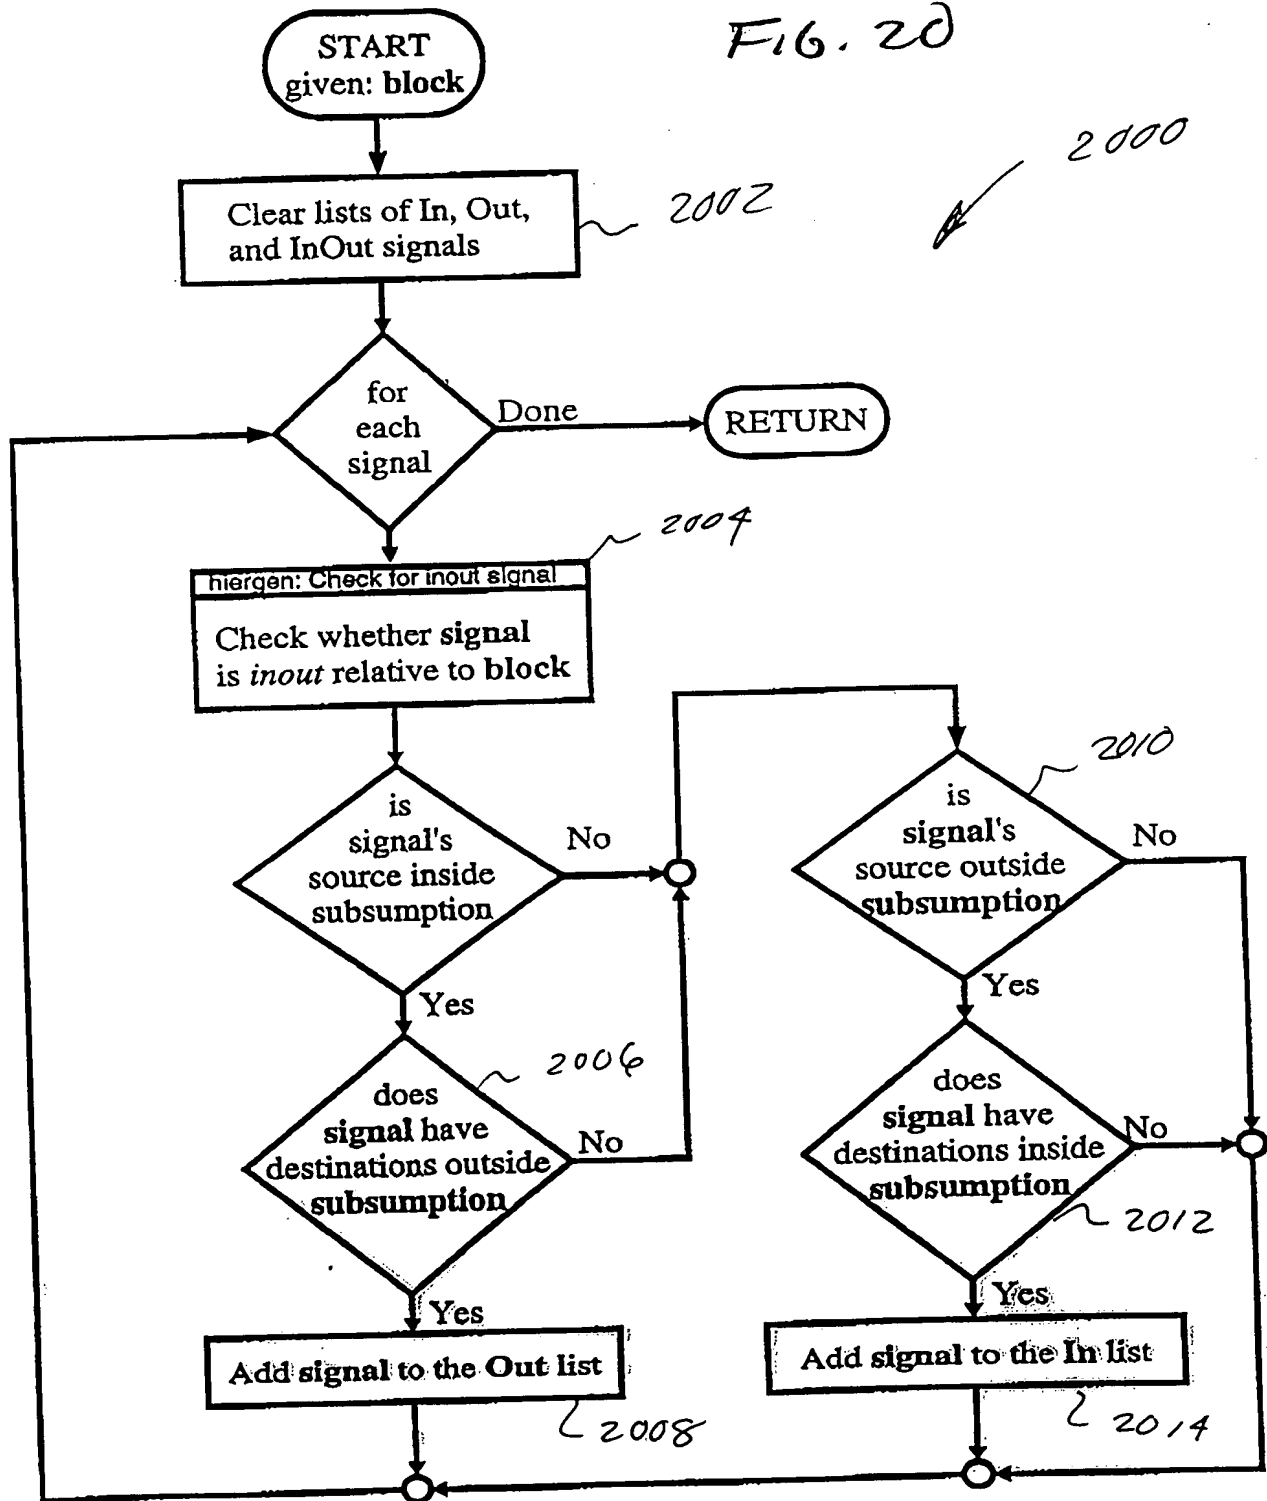 FIG. 20
START
given: block
2000
Clear lists of In, Out,
and InOut signals
2002
for
each
signal
Done
RETURN
2004
hiergen: Check for inout signal
Check whether signal
is inout relative to block
is
signal's
source inside
subsumption
No
Yes
does
signal have
destinations outside
subsumption
2006
No
Yes
Add signal to the Out list
2008
is
signal's
source outside
subsumption
2010
No
Yes
does
signal have
destinations inside
subsumption
No
2012
Yes
Add signal to the In list
2014